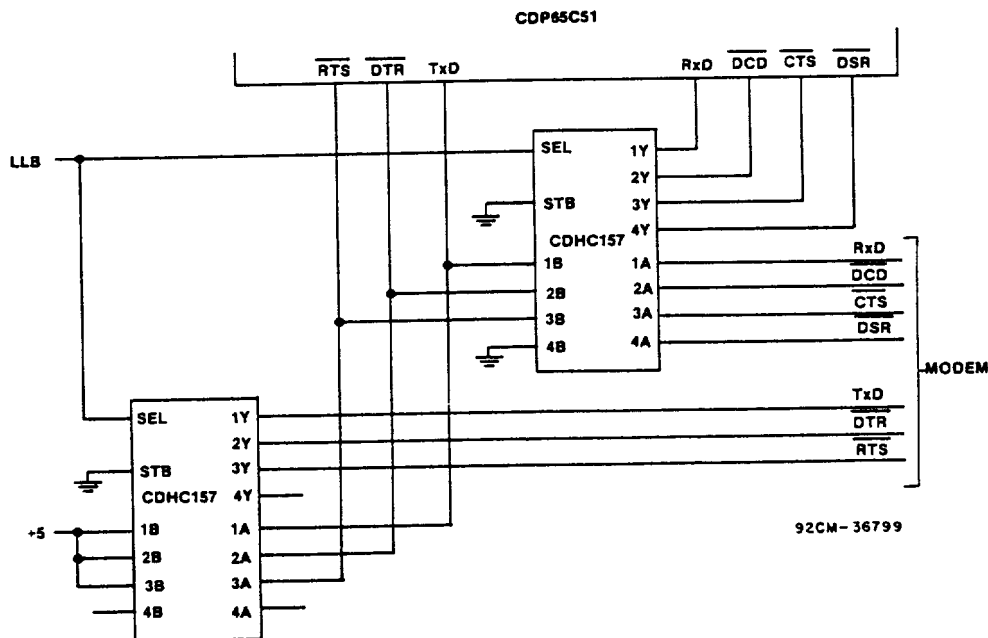 CDP65C51
RTS DTR TxD RxD DCD CTS DSR
LLB
SEL 1Y
2Y
STB 3Y
4Y
CDHC157
1B 1A RxD
2B 2A DCD
3B 3A CTS
4B 4A DSR
MODEM
SEL 1Y TxD
2Y DTR
STB 3Y RTS
CDHC157 4Y
+5 1B 1A
2B 2A
3B 3A
4B 4A
92CM-36799